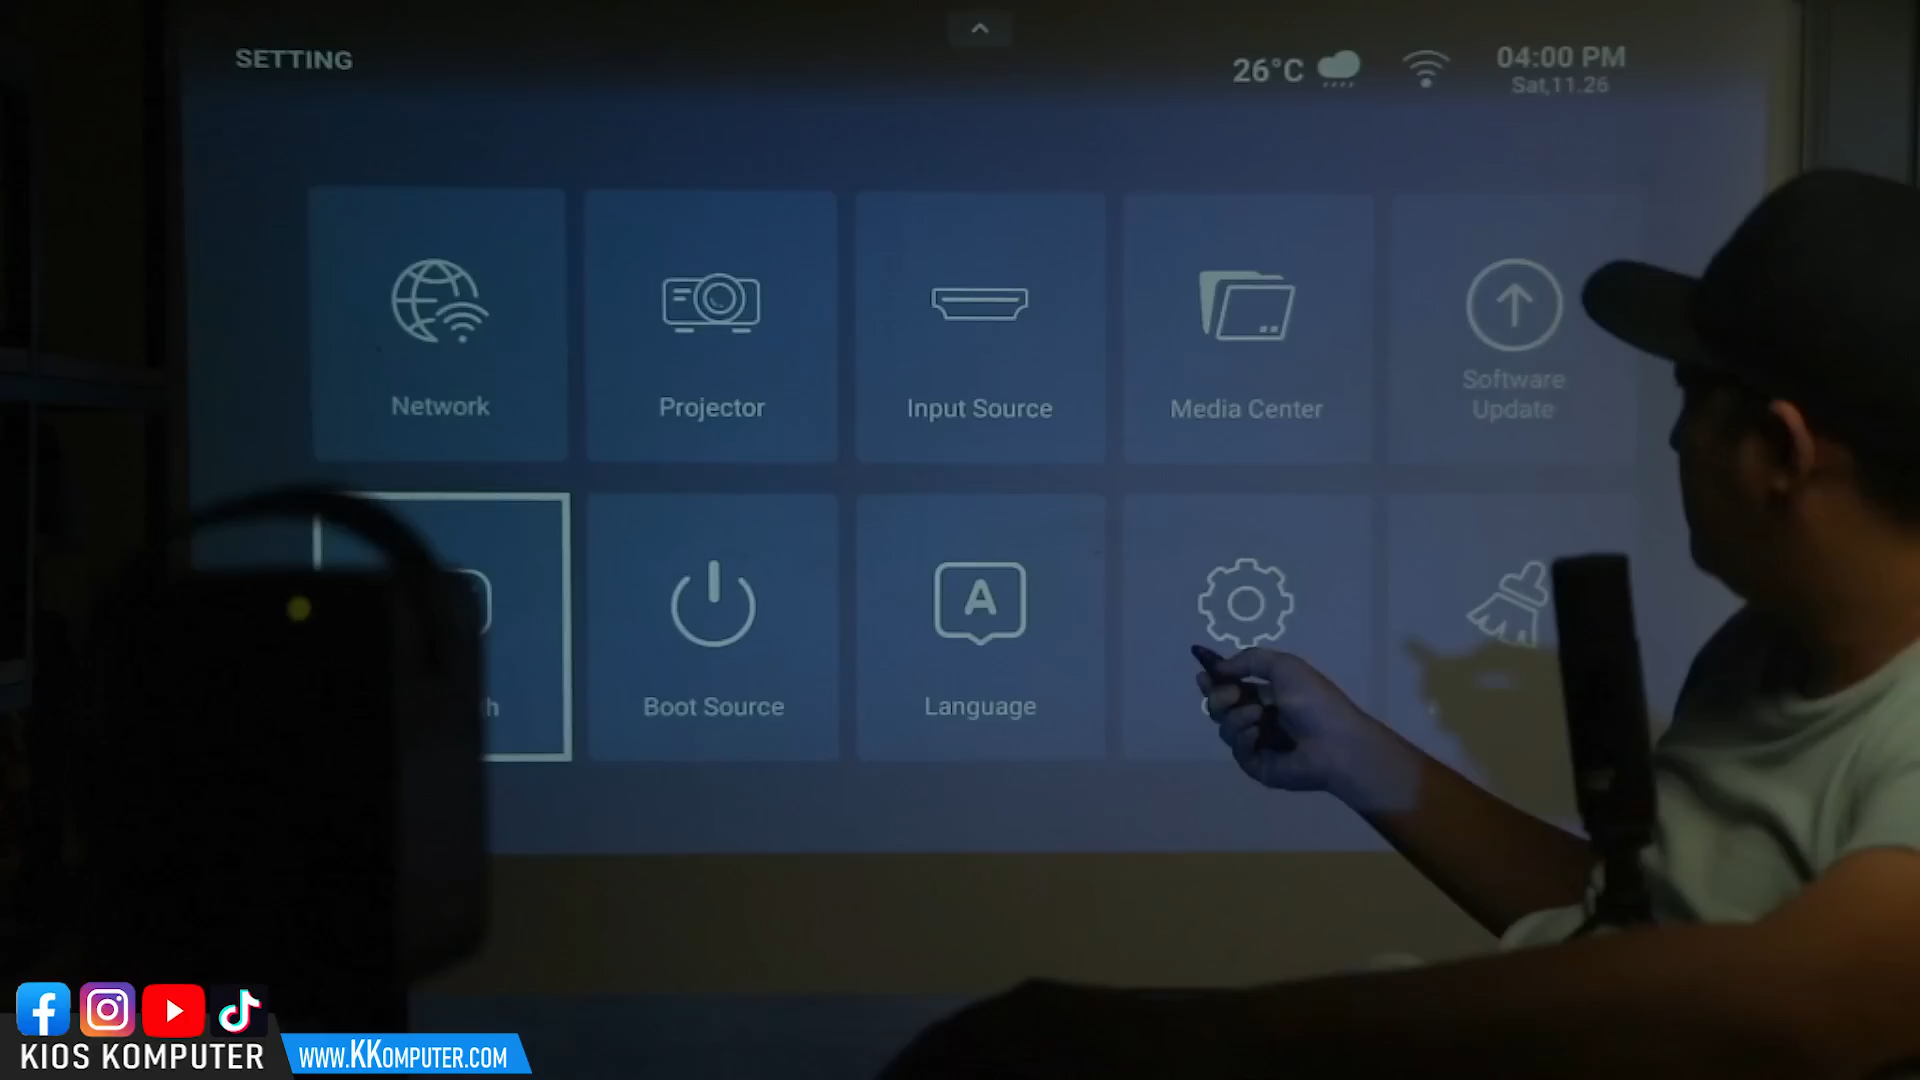 SETTING
26°C
04:00 PM
Sat,11.26
Network
Projector
Input Source
Media Center
Software
Update
Boot Source
A
Language
KIOS KOMPUTER
WWW.KKOMPUTER.COM